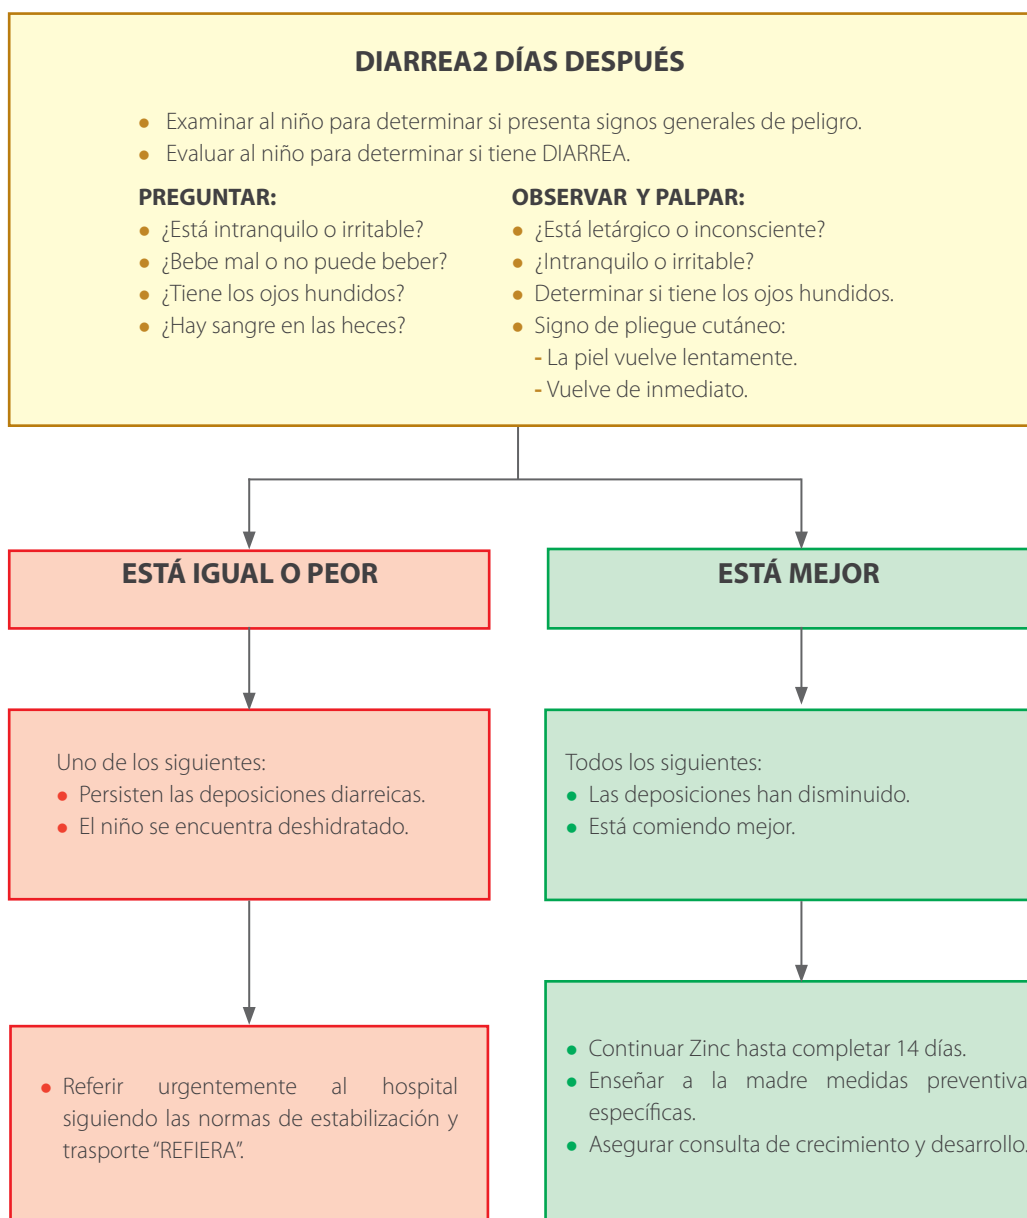 DIARREA2 DÍAS DESPUÉS
● Examinar al niño para determinar si presenta signos generales de peligro.
● Evaluar al niño para determinar si tiene DIARREA.
PREGUNTAR:
● ¿Está intranquilo o irritable?
● ¿Bebe mal o no puede beber?
● ¿Tiene los ojos hundidos?
● ¿Hay sangre en las heces?
OBSERVAR Y PALPAR:
● ¿Está letárgico o inconsciente?
● ¿Intranquilo o irritable?
● Determinar si tiene los ojos hundidos.
● Signo de pliegue cutáneo:
- La piel vuelve lentamente.
- Vuelve de inmediato.
ESTÁ IGUAL O PEOR
Uno de los siguientes:
● Persisten las deposiciones diarreicas.
● El niño se encuentra deshidratado.
● Referir urgentemente al hospital
siguiendo las normas de estabilización y
trasporte “REFIERA”.
ESTÁ MEJOR
Todos los siguientes:
● Las deposiciones han disminuido.
● Está comiendo mejor.
● Continuar Zinc hasta completar 14 días.
● Enseñar a la madre medidas preventiva
específicas.
● Asegurar consulta de crecimiento y desarrollo.